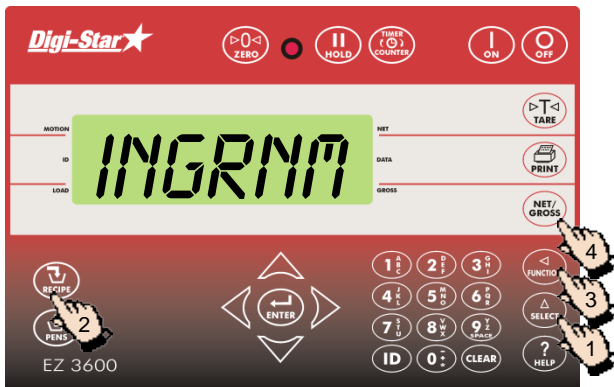 Digi-Star
ZERO
HOLD
TIMER
COUNTER
ON
OFF
T
TARE
MOTION
NET
INGRNM
ID
DATA
PRINT
LOAD
GROSS
NET/
GROSS
4
1 A B C
2 D E F
3 G H I
FUNCTIO
RECIPE
3
4 J K L
5 M N O
6 P Q R
ENTER
2
SELECT
7 S T U
8 V W X
9 Y Z SPACE
1
PENS
EZ 3600
ID
0 - + *
CLEAR
?
HELP